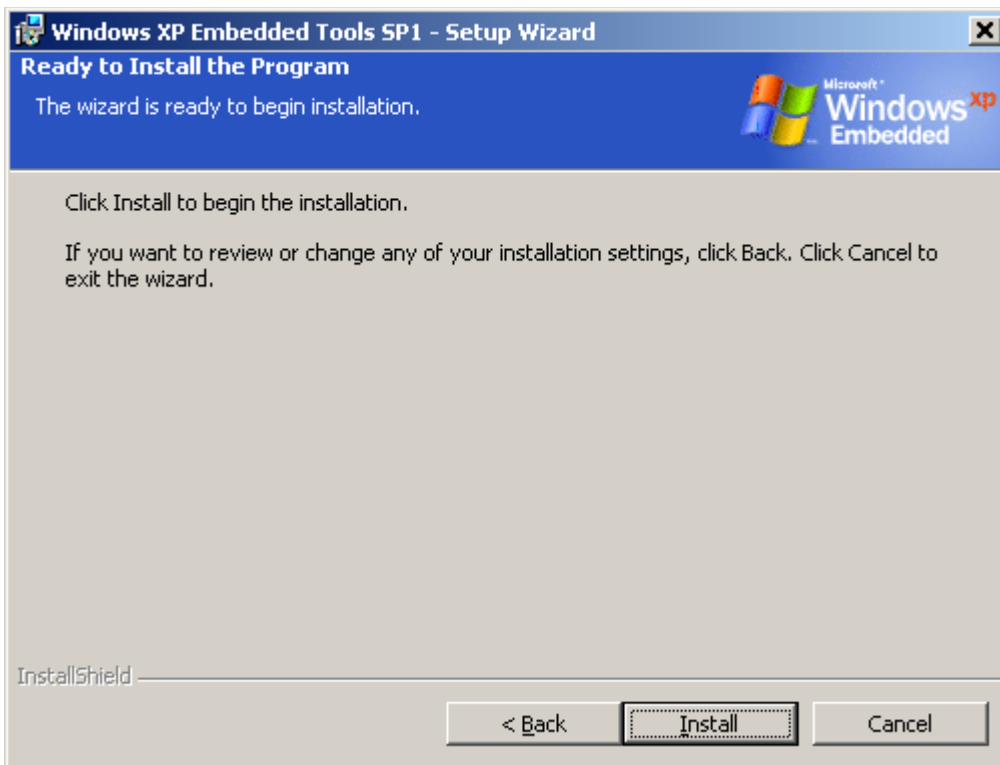 Windows XP Embedded Tools SP1 - Setup Wizard
Ready to Install the Program
The wizard is ready to begin installation.
Microsoft
Windows xp
Embedded
Click Install to begin the installation.
If you want to review or change any of your installation settings, click Back. Click Cancel to
exit the wizard.
InstallShield
< Back
Install
Cancel